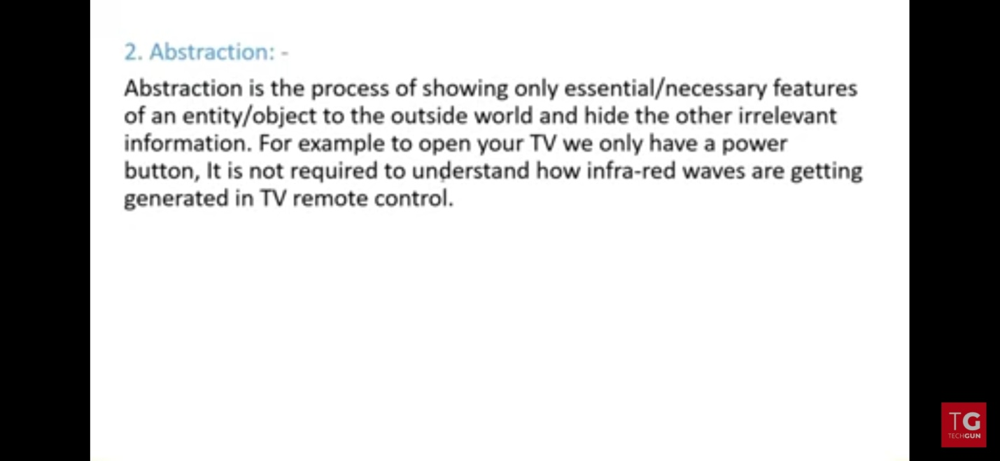 2. Abstraction: -
Abstraction is the process of showing only essential/necessary features
of an entity/object to the outside world and hide the other irrelevant
information. For example to open your TV we only have a power
button, It is not required to understand how infra-red waves are getting
generated in TV remote control.
TG
TECHGUN